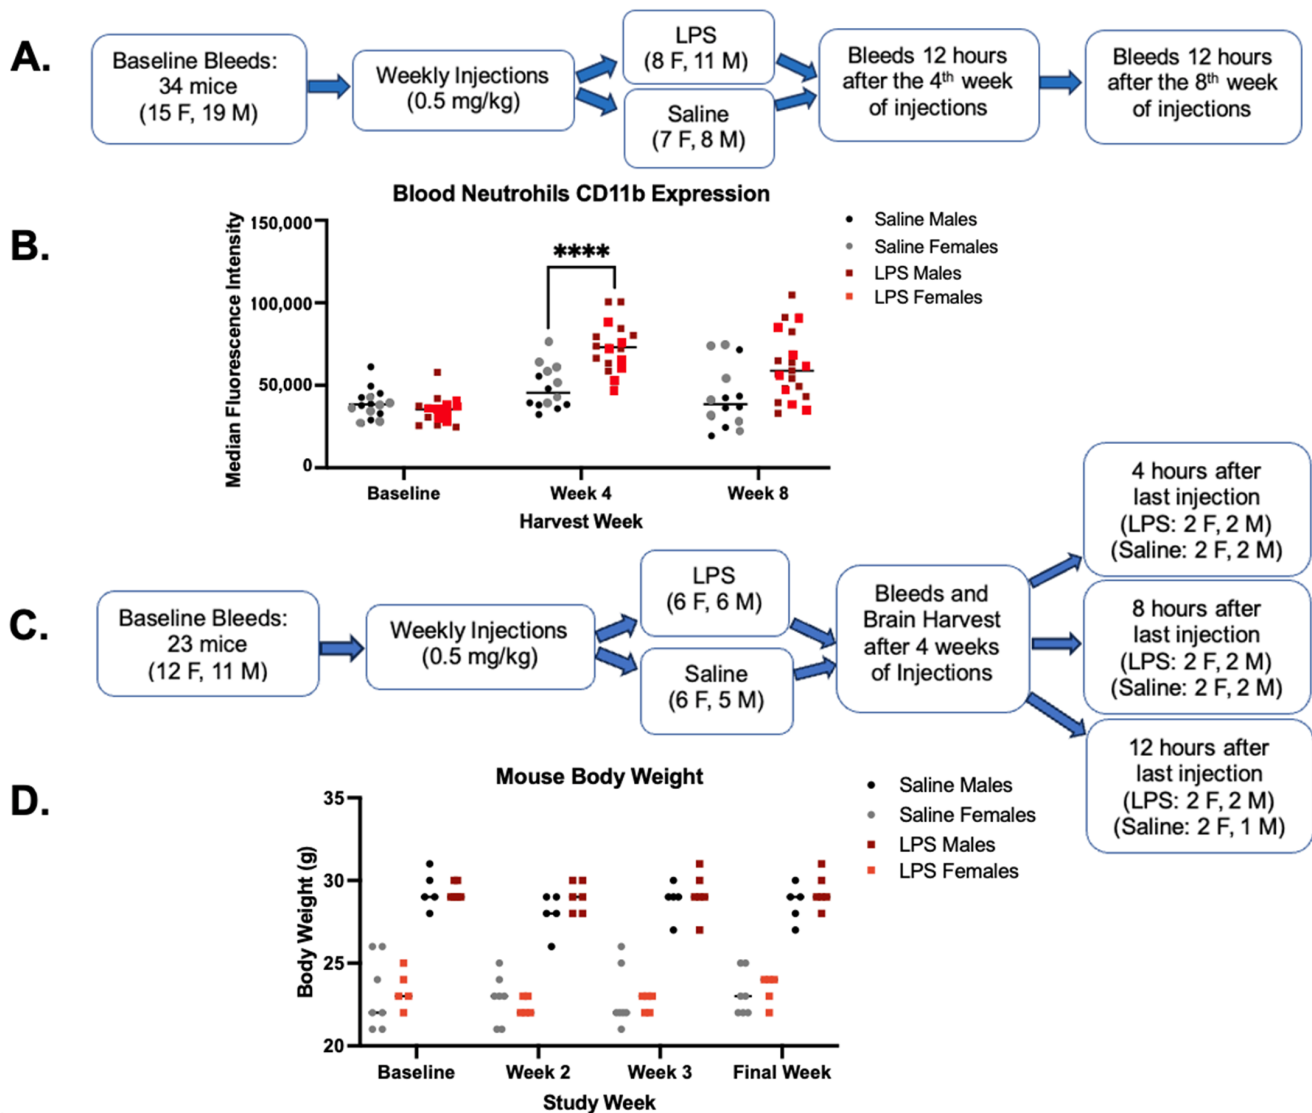 A.
Baseline Bleeds:
34 mice
(15 F, 19 M)
Weekly Injections
(0.5 mg/kg)
LPS
(8 F, 11 M)
Saline
(7 F, 8 M)
Bleeds 12 hours
after the 4th week
of injections
Bleeds 12 hours
after the 8th week
of injections
B.
Blood Neutrohils CD11b Expression
Median Fluorescence Intensity
150,000
100,000
50,000
0
****
Baseline
Week 4
Week 8
Harvest Week
Saline Males
Saline Females
LPS Males
LPS Females
C.
Baseline Bleeds:
23 mice
(12 F, 11 M)
Weekly Injections
(0.5 mg/kg)
LPS
(6 F, 6 M)
Saline
(6 F, 5 M)
Bleeds and
Brain Harvest
after 4 weeks
of Injections
4 hours after
last injection
(LPS: 2 F, 2 M)
(Saline: 2 F, 2 M)
8 hours after
last injection
(LPS: 2 F, 2 M)
(Saline: 2 F, 2 M)
12 hours after
last injection
(LPS: 2 F, 2 M)
(Saline: 2 F, 1 M)
D.
Mouse Body Weight
Body Weight (g)
35
30
25
20
Baseline
Week 2
Week 3
Final Week
Study Week
Saline Males
Saline Females
LPS Males
LPS Females